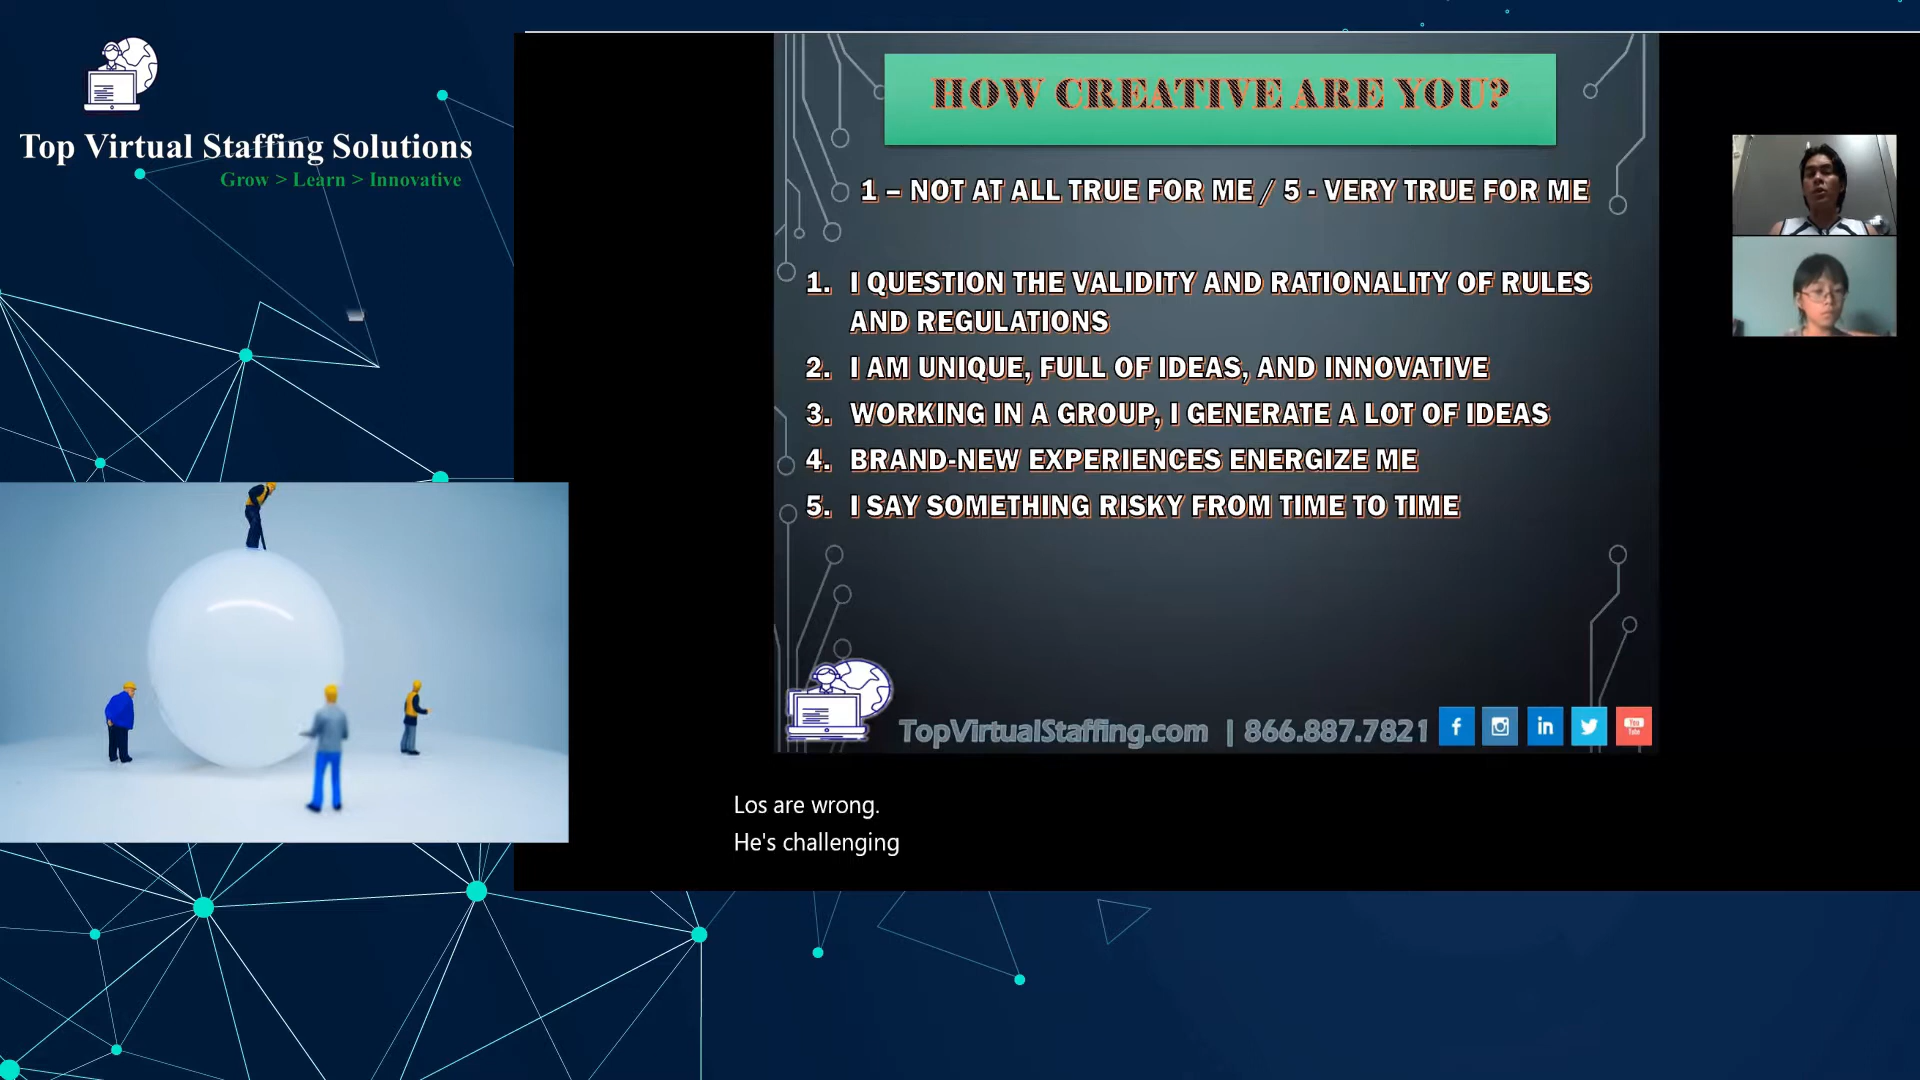 Top Virtual Staffing Solutions
Grow > Learn > Innovative
HOW CREATIVE ARE YOU?
1 – NOT AT ALL TRUE FOR ME / 5 - VERY TRUE FOR ME
1. I QUESTION THE VALIDITY AND RATIONALITY OF RULES
AND REGULATIONS
2. I AM UNIQUE, FULL OF IDEAS, AND INNOVATIVE
3. WORKING IN A GROUP, I GENERATE A LOT OF IDEAS
4. BRAND-NEW EXPERIENCES ENERGIZE ME
5. I SAY SOMETHING RISKY FROM TIME TO TIME
TopVirtualStaffing.com | 866.887.7821
You
Tube
Los are wrong.
He's challenging